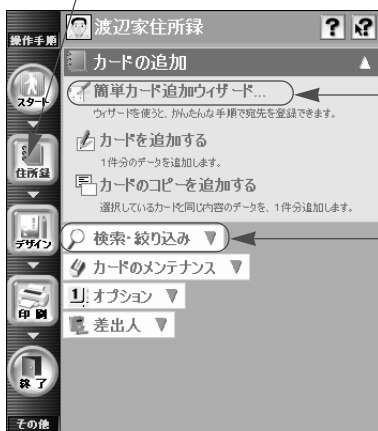 操作手順
渡辺家住所録
? ?
カードの追加
スタート
簡単カード追加ウィザード...
ウィザードを使うと、かんたんな手順で宛先を登録できます。
カードを追加する
1件分のデータを追加します。
住所録
カードのコピーを追加する
選択しているカードと同じ内容のデータを、1件分追加します。
デザイン
検索・絞り込み ▼
カードのメンテナンス ▼
印刷
1 オプション ▼
差出人 ▼
終了
その他